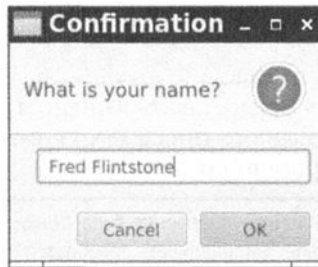 Confirmation
What is your name?
?
Fred Flintstone
Cancel
OK